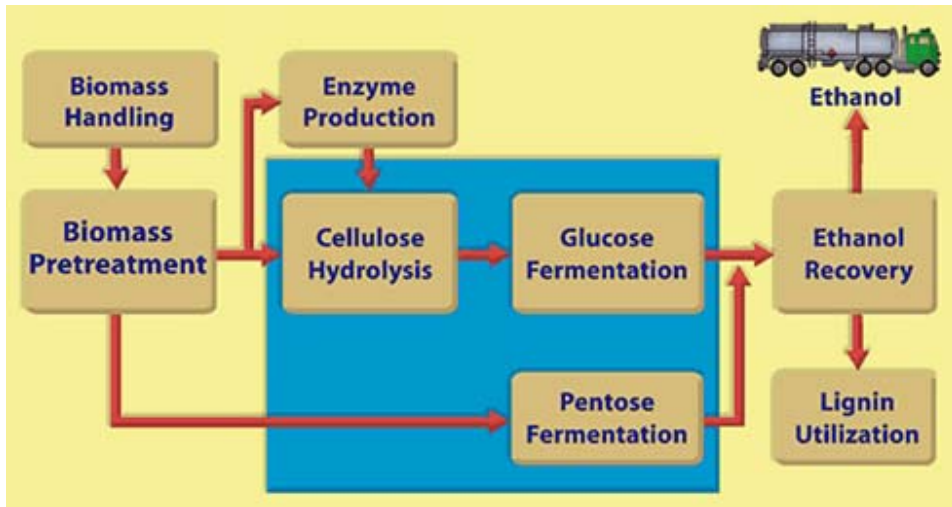 Biomass
Handling
Enzyme
Production
Ethanol
Biomass
Pretreatment
Cellulose
Hydrolysis
Glucose
Fermentation
Ethanol
Recovery
Pentose
Fermentation
Lignin
Utilization